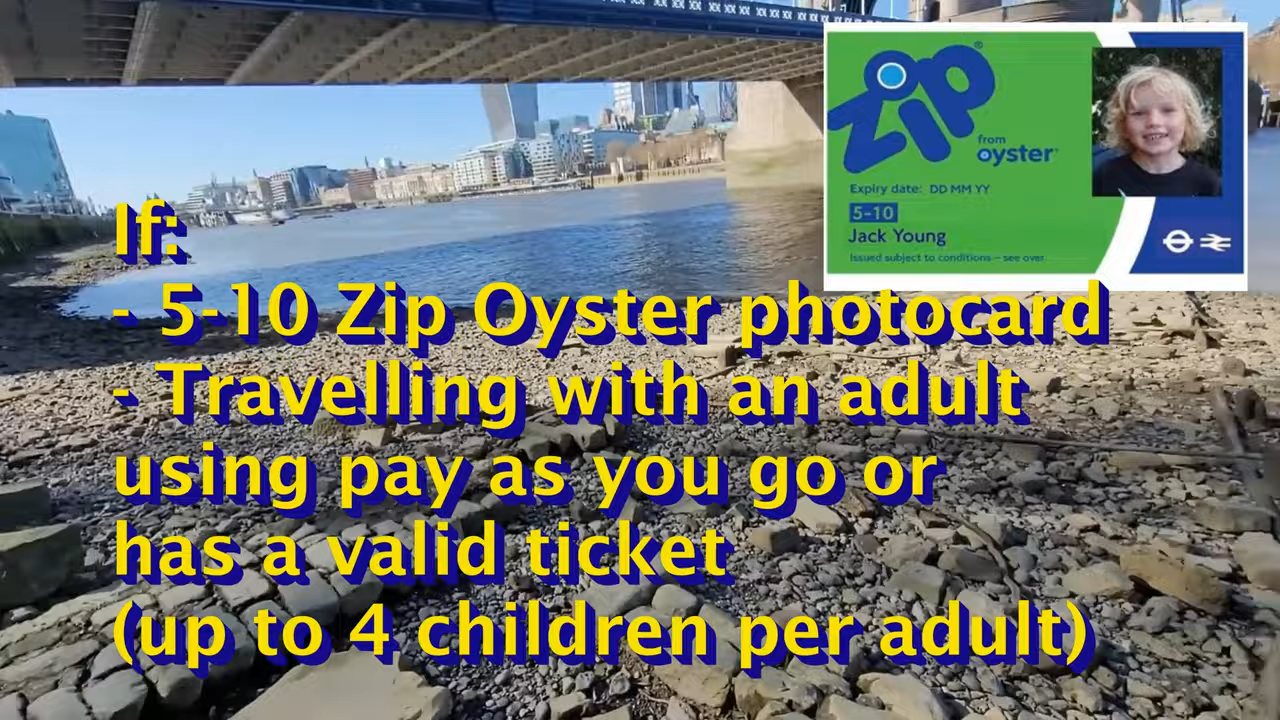 Zip
from
oyster
Expiry date: DD MM YY
5-10
Jack Young
Issued subject to conditions – see over
If:
- 5-10 Zip Oyster photocard
- Travelling with an adult
using pay as you go or
has a valid ticket
(up to 4 children per adult)